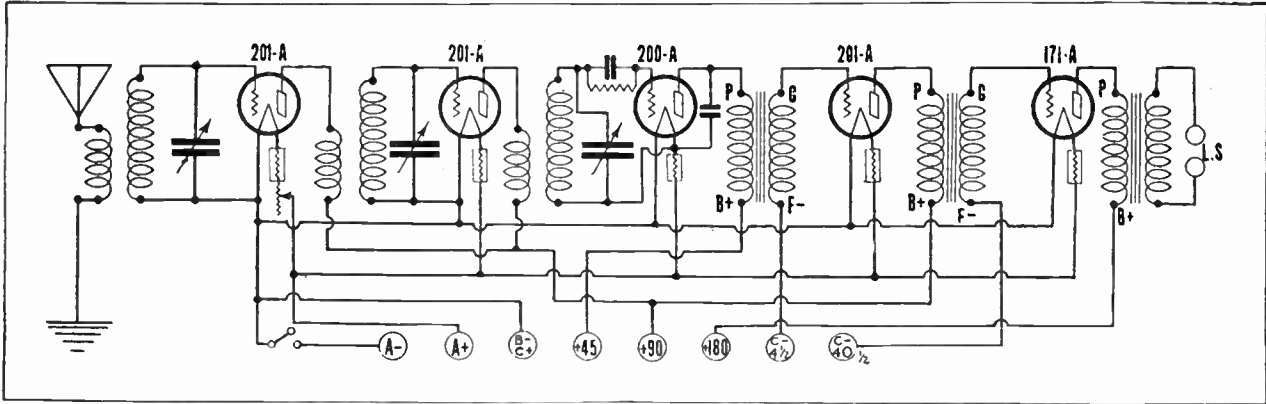 201-A 201-A 200-A 201-A 171-A
P G P G P
L.S
B+ F- B+ F- B+
A- A+ B- C+ +45 +90 +180 C- 4½ C- 40½